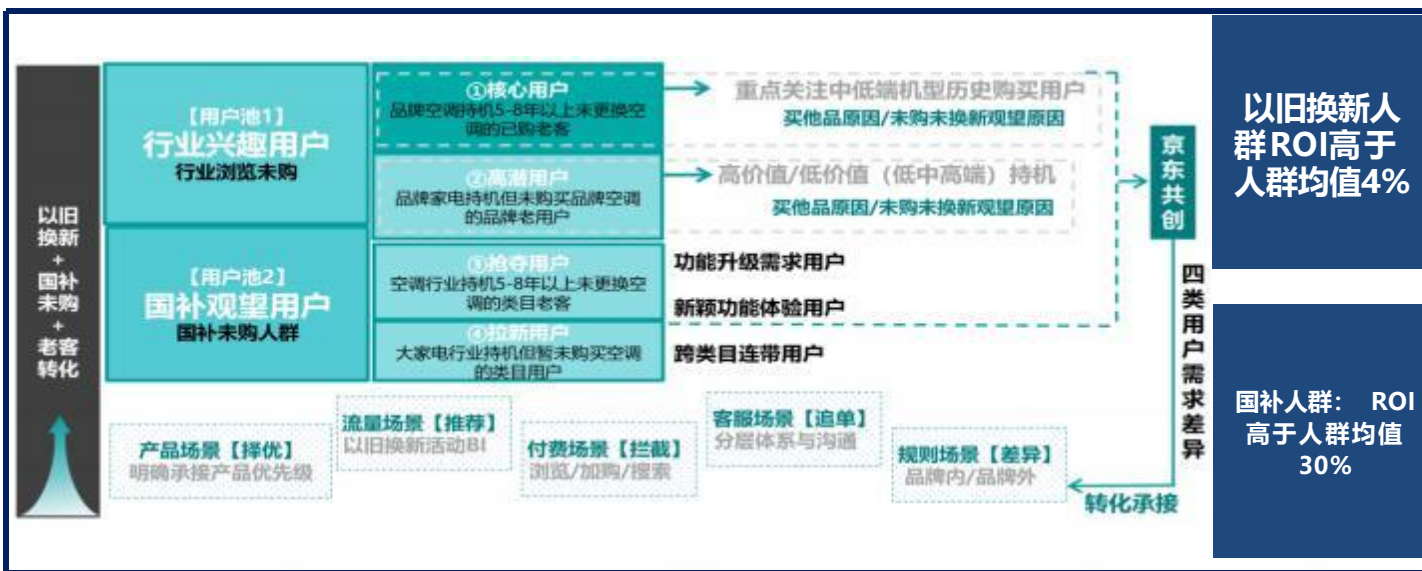 以旧
换新
+
国补
未购
+
老客
转化
【用户池1】
行业兴趣用户
行业浏览未购
【用户池2】
国补观望用户
国补未购人群
①核心用户
品牌空调持机5-8年以上未更换空
调的已购老客
②高潜用户
品牌家电持机但未购买品牌空调
的品牌老用户
③抢夺用户
空调行业持机5-8年以上未更换空
调的类目老客
④拉新用户
大家电行业持机但暂未购买空调
的类目用户
重点关注中低端机型历史购买用户
买他品原因/未购未换新观望原因
高价值/低价值（低中高端）持机
买他品原因/未购未换新观望原因
功能升级需求用户
新颖功能体验用户
跨类目连带用户
京东共创
四类用户需求差异
转化承接
产品场景【择优】
明确承接产品优先级
流量场景【推荐】
以旧换新活动BI
付费场景【拦截】
浏览/加购/搜索
客服场景【追单】
分层体系与沟通
规则场景【差异】
品牌内/品牌外
以旧换新人
群ROI高于
人群均值4%
国补人群： ROI
高于人群均值
30%